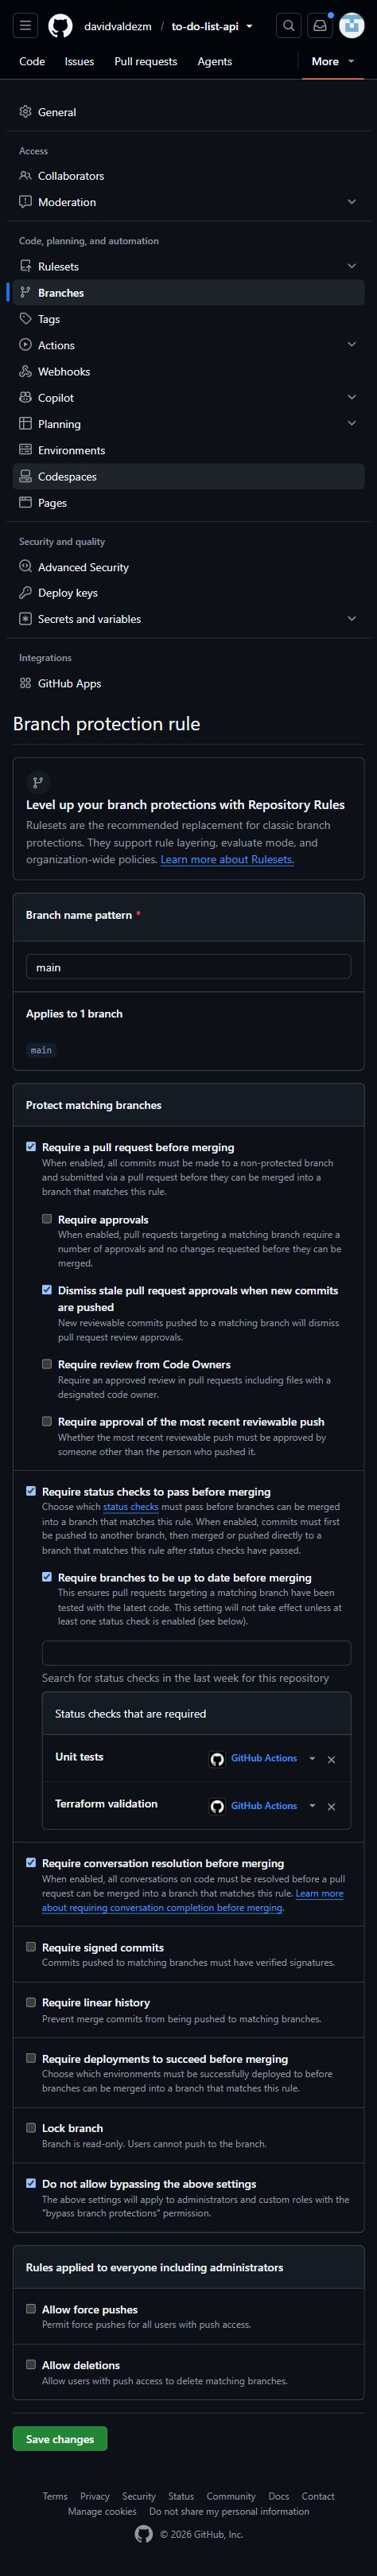 davidvaldezm / to-do-list-api
Code Issues Pull requests Agents More
General
Access
Collaborators
Moderation
Code, planning, and automation
Rulesets
Branches
Tags
Actions
Webhooks
Copilot
Planning
Environments
Codespaces
Pages
Security and quality
Advanced Security
Deploy keys
Secrets and variables
Integrations
GitHub Apps
Branch protection rule
Level up your branch protections with Repository Rules
Rulesets are the recommended replacement for classic branch
protections. They support rule layering, evaluate mode, and
organization-wide policies. Learn more about Rulesets.
Branch name pattern *
main
Applies to 1 branch
main
Protect matching branches
Require a pull request before merging
When enabled, all commits must be made to a non-protected branch
and submitted via a pull request before they can be merged into a
branch that matches this rule.
Require approvals
When enabled, pull requests targeting a matching branch require a
number of approvals and no changes requested before they can be
merged.
Dismiss stale pull request approvals when new commits
are pushed
New reviewable commits pushed to a matching branch will dismiss
pull request review approvals.
Require review from Code Owners
Require an approved review in pull requests including files with a
designated code owner.
Require approval of the most recent reviewable push
Whether the most recent reviewable push must be approved by
someone other than the person who pushed it.
Require status checks to pass before merging
Choose which status checks must pass before branches can be merged
into a branch that matches this rule. When enabled, commits must first
be pushed to another branch, then merged or pushed directly to a
branch that matches this rule after status checks have passed.
Require branches to be up to date before merging
This ensures pull requests targeting a matching branch have been
tested with the latest code. This setting will not take effect unless at
least one status check is enabled (see below).
Search for status checks in the last week for this repository
Status checks that are required
Unit tests GitHub Actions
Terraform validation GitHub Actions
Require conversation resolution before merging
When enabled, all conversations on code must be resolved before a pull
request can be merged into a branch that matches this rule. Learn more
about requiring conversation completion before merging.
Require signed commits
Commits pushed to matching branches must have verified signatures.
Require linear history
Prevent merge commits from being pushed to matching branches.
Require deployments to succeed before merging
Choose which environments must be successfully deployed to before
branches can be merged into a branch that matches this rule.
Lock branch
Branch is read-only. Users cannot push to the branch.
Do not allow bypassing the above settings
The above settings will apply to administrators and custom roles with the
"bypass branch protections" permission.
Rules applied to everyone including administrators
Allow force pushes
Permit force pushes for all users with push access.
Allow deletions
Allow users with push access to delete matching branches.
Save changes
Terms Privacy Security Status Community Docs Contact
Manage cookies Do not share my personal information
© 2026 GitHub, Inc.